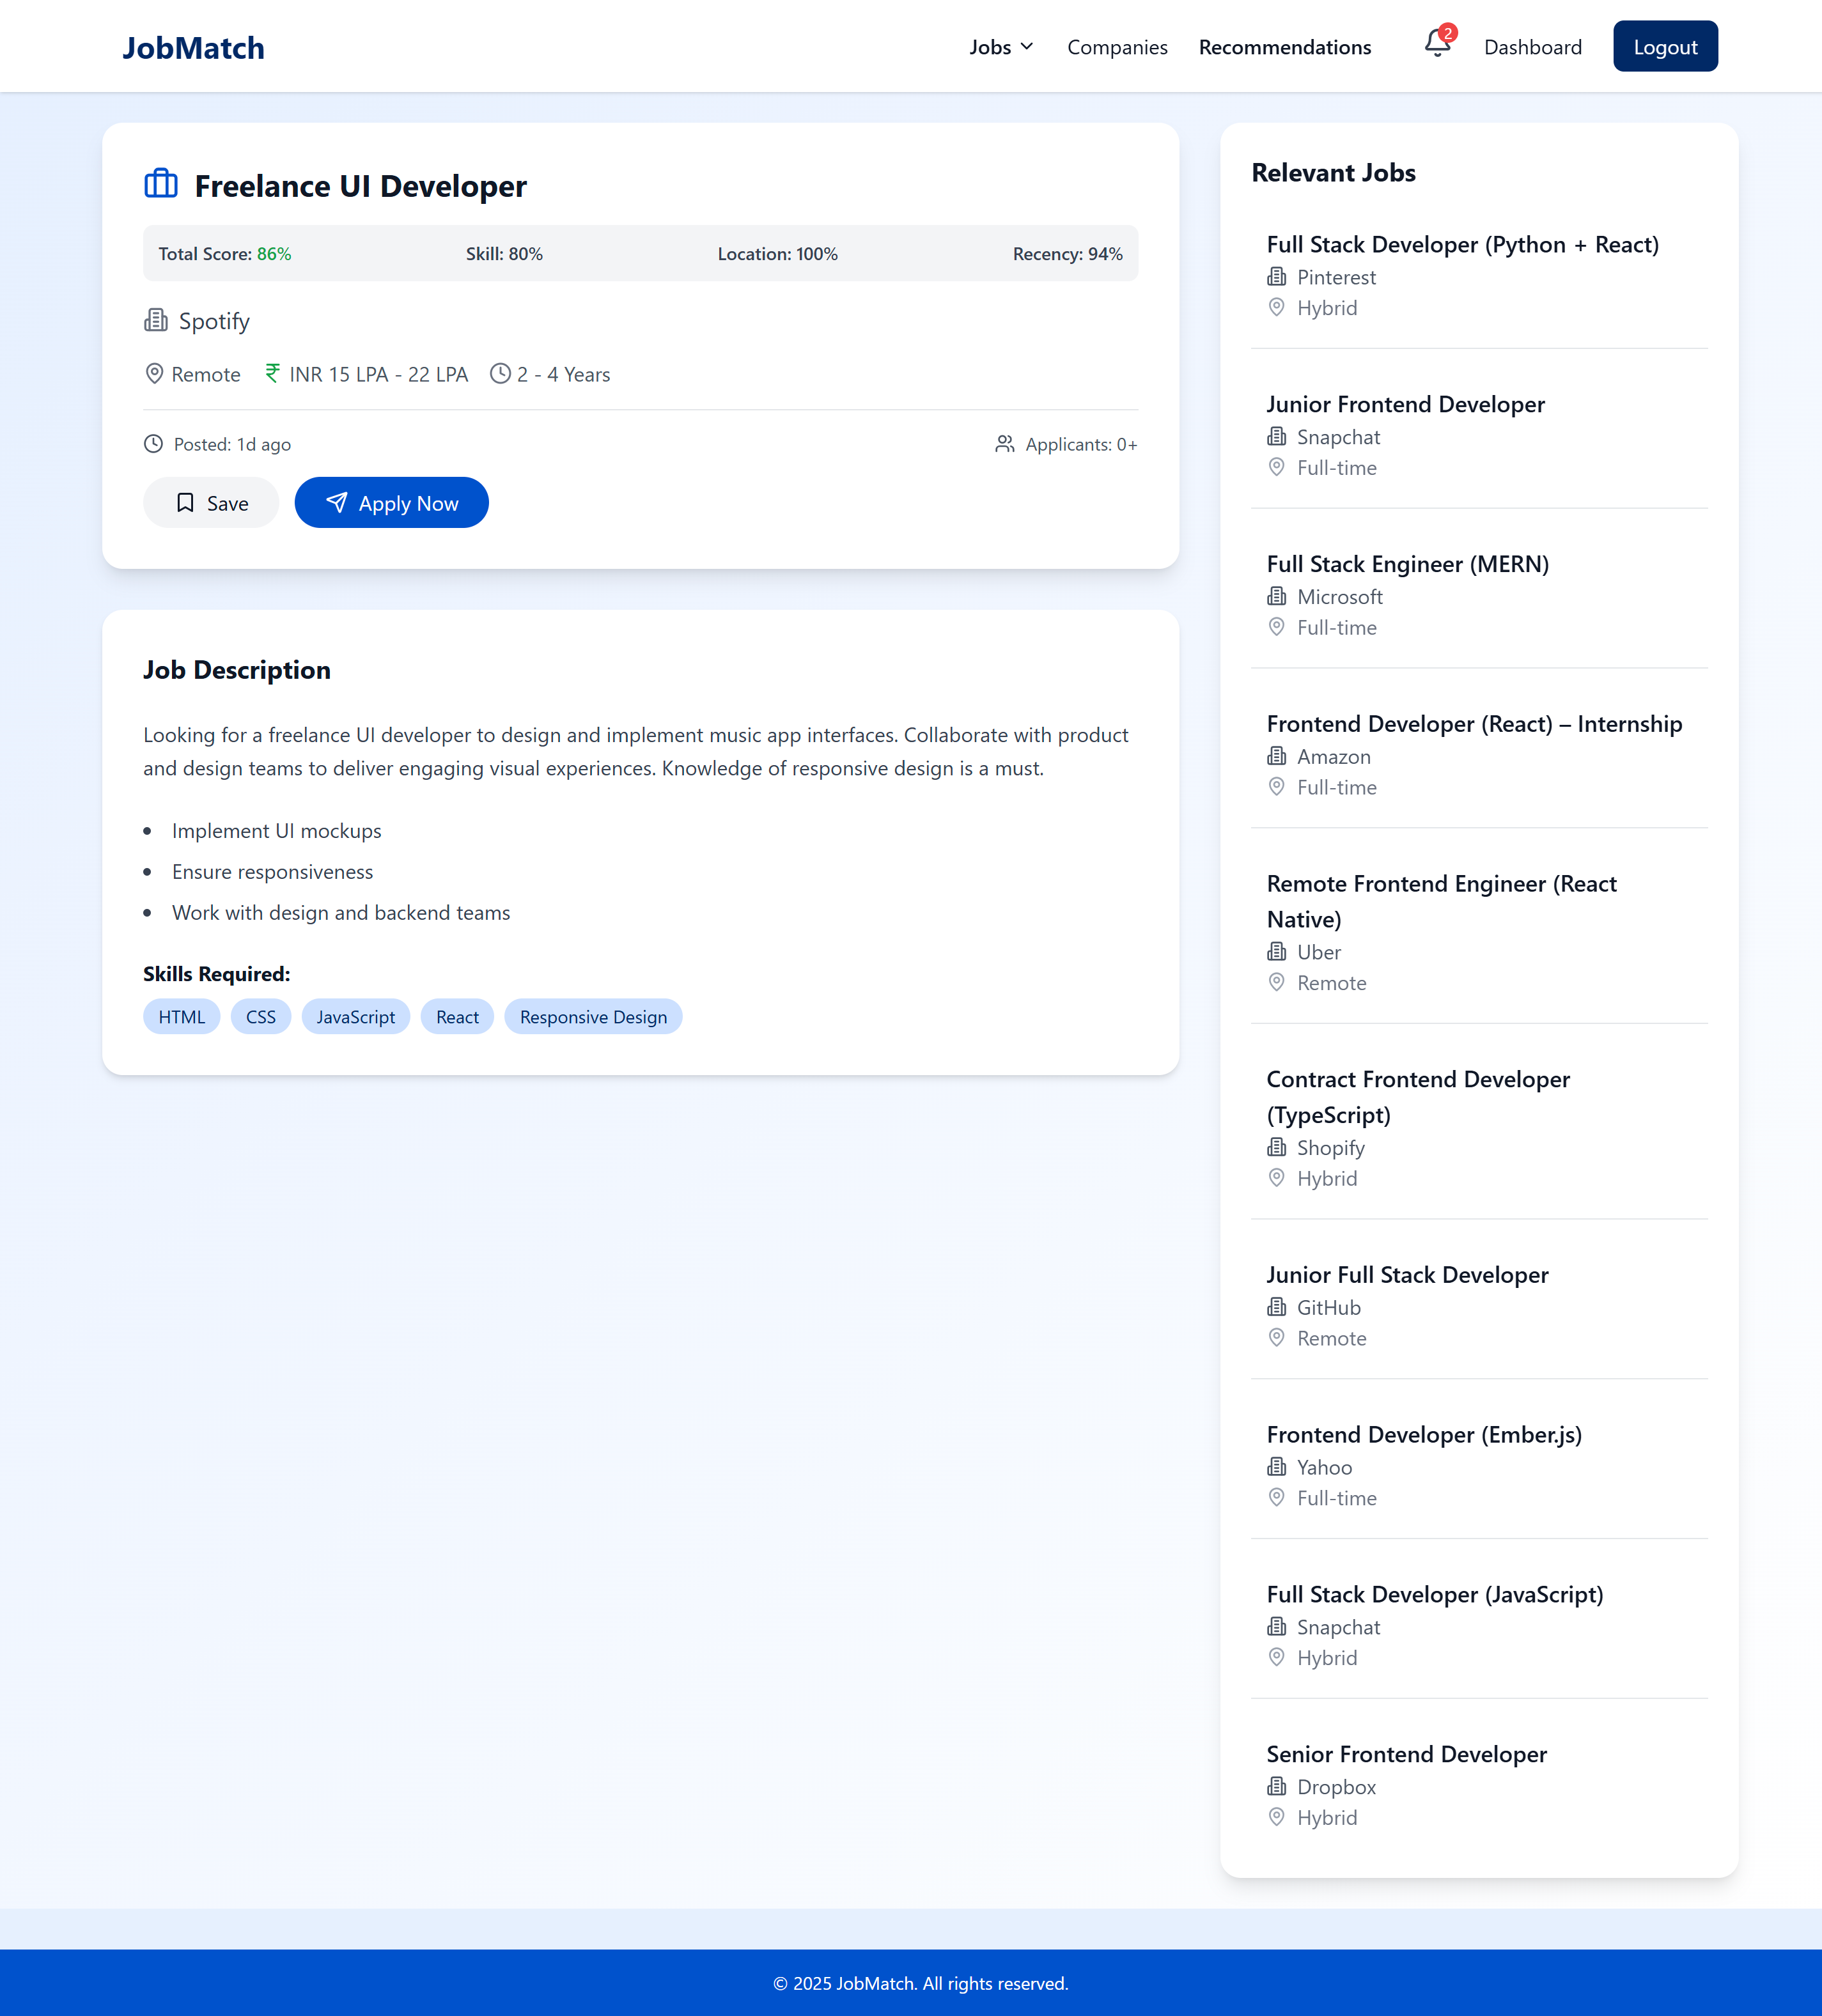 JobMatch
Jobs
Companies
Recommendations
2
Dashboard
Logout
Freelance UI Developer
Total Score: 86%
Skill: 80%
Location: 100%
Recency: 94%
Spotify
Remote
₹ INR 15 LPA - 22 LPA
2 - 4 Years
Posted: 1d ago
Applicants: 0+
Save
Apply Now
Job Description
Looking for a freelance UI developer to design and implement music app interfaces. Collaborate with product
and design teams to deliver engaging visual experiences. Knowledge of responsive design is a must.
• Implement UI mockups
• Ensure responsiveness
• Work with design and backend teams
Skills Required:
HTML
CSS
JavaScript
React
Responsive Design
Relevant Jobs
Full Stack Developer (Python + React)
Pinterest
Hybrid
Junior Frontend Developer
Snapchat
Full-time
Full Stack Engineer (MERN)
Microsoft
Full-time
Frontend Developer (React) – Internship
Amazon
Full-time
Remote Frontend Engineer (React
Native)
Uber
Remote
Contract Frontend Developer
(TypeScript)
Shopify
Hybrid
Junior Full Stack Developer
GitHub
Remote
Frontend Developer (Ember.js)
Yahoo
Full-time
Full Stack Developer (JavaScript)
Snapchat
Hybrid
Senior Frontend Developer
Dropbox
Hybrid
© 2025 JobMatch. All rights reserved.